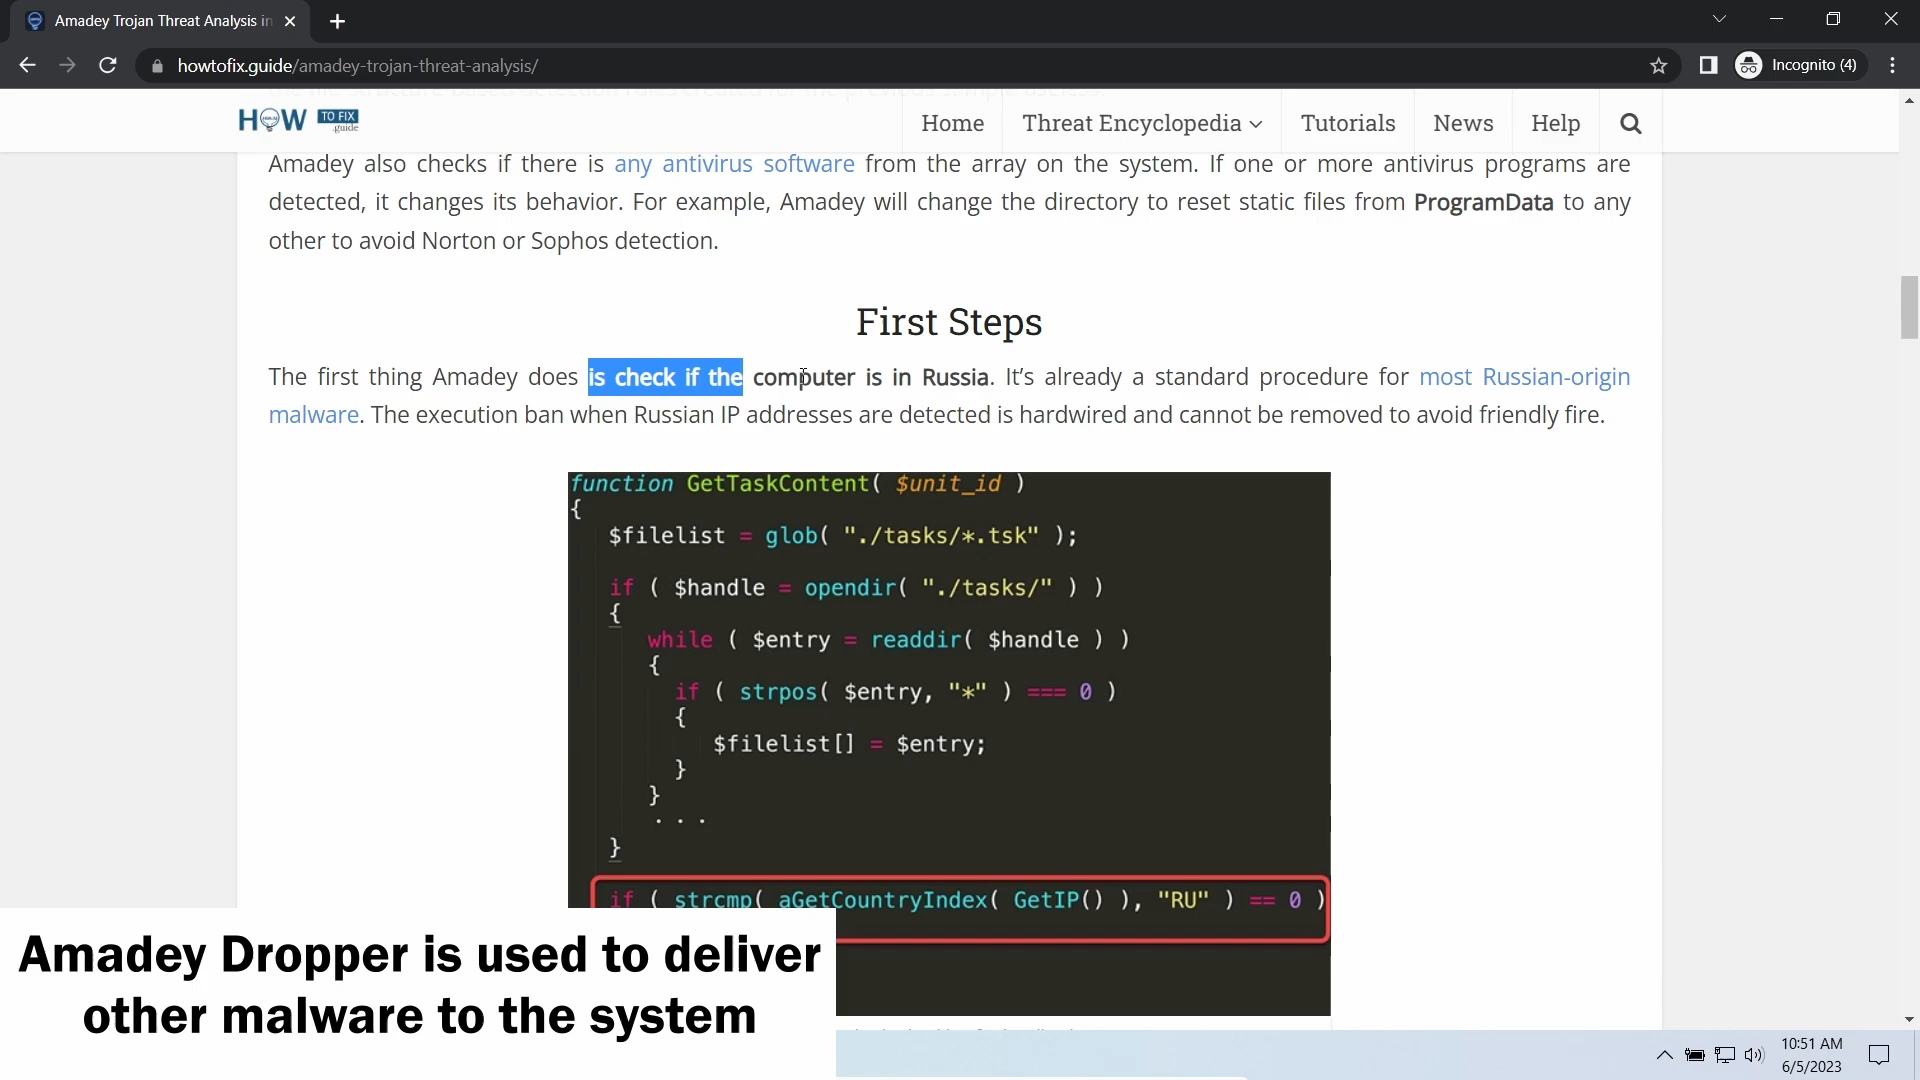 Amadey Trojan Threat Analysis in
howtofix.guide/amadey-trojan-threat-analysis/
Incognito (4)
HOW TO FIX .guide
Home
Threat Encyclopedia
Tutorials
News
Help
Amadey also checks if there is any antivirus software from the array on the system. If one or more antivirus programs are
detected, it changes its behavior. For example, Amadey will change the directory to reset static files from ProgramData to any
other to avoid Norton or Sophos detection.
First Steps
The first thing Amadey does is check if the computer is in Russia. It's already a standard procedure for most Russian-origin
malware. The execution ban when Russian IP addresses are detected is hardwired and cannot be removed to avoid friendly fire.
function GetTaskContent( $unit_id )
{
$filelist = glob( "./tasks/*.tsk" );
if ( $handle = opendir( "./tasks/" ) )
{
while ( $entry = readdir( $handle ) )
{
if ( strpos( $entry, "*" ) === 0 )
{
$filelist[] = $entry;
}
}
. . .
}
if ( strcmp( aGetCountryIndex( GetIP() ), "RU" ) == 0 )
Amadey Dropper is used to deliver
other malware to the system
10:51 AM
6/5/2023